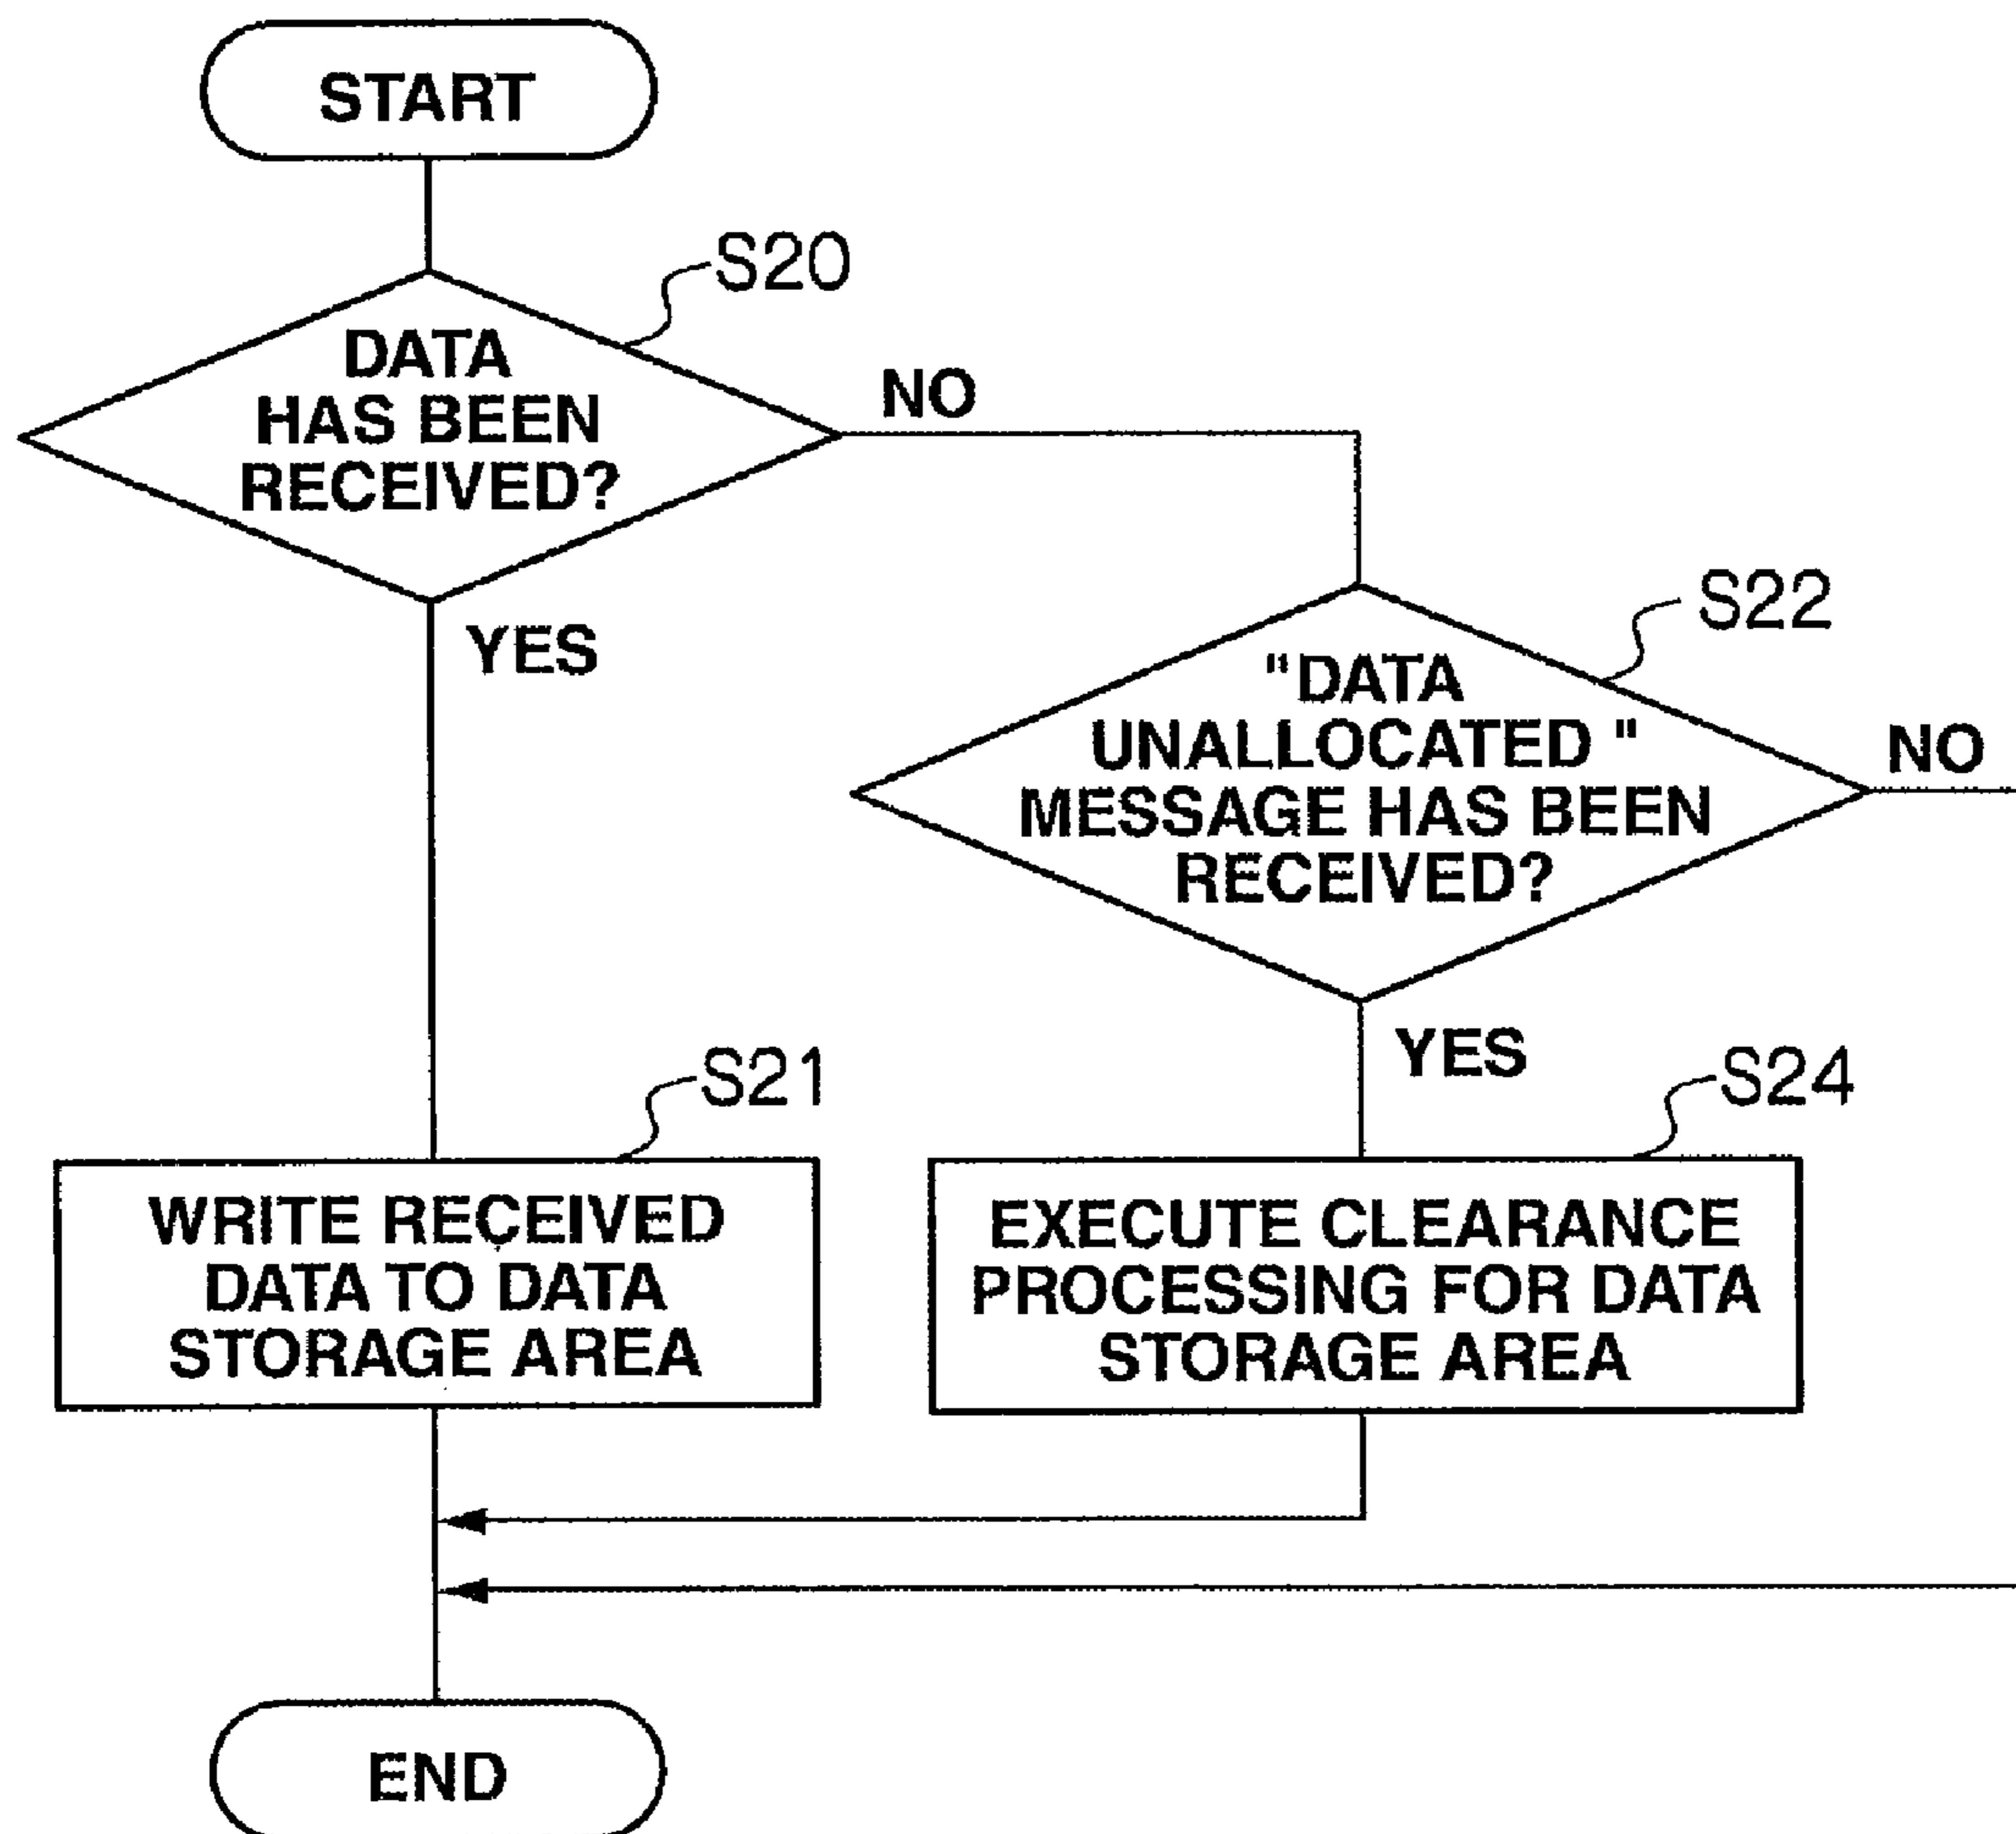 START
S20
DATA
HAS BEEN
RECEIVED?
NO
YES
S22
"DATA
UNALLOCATED "
MESSAGE HAS BEEN
RECEIVED?
NO
YES
S21
WRITE RECEIVED
DATA TO DATA
STORAGE AREA
S24
EXECUTE CLEARANCE
PROCESSING FOR DATA
STORAGE AREA
END